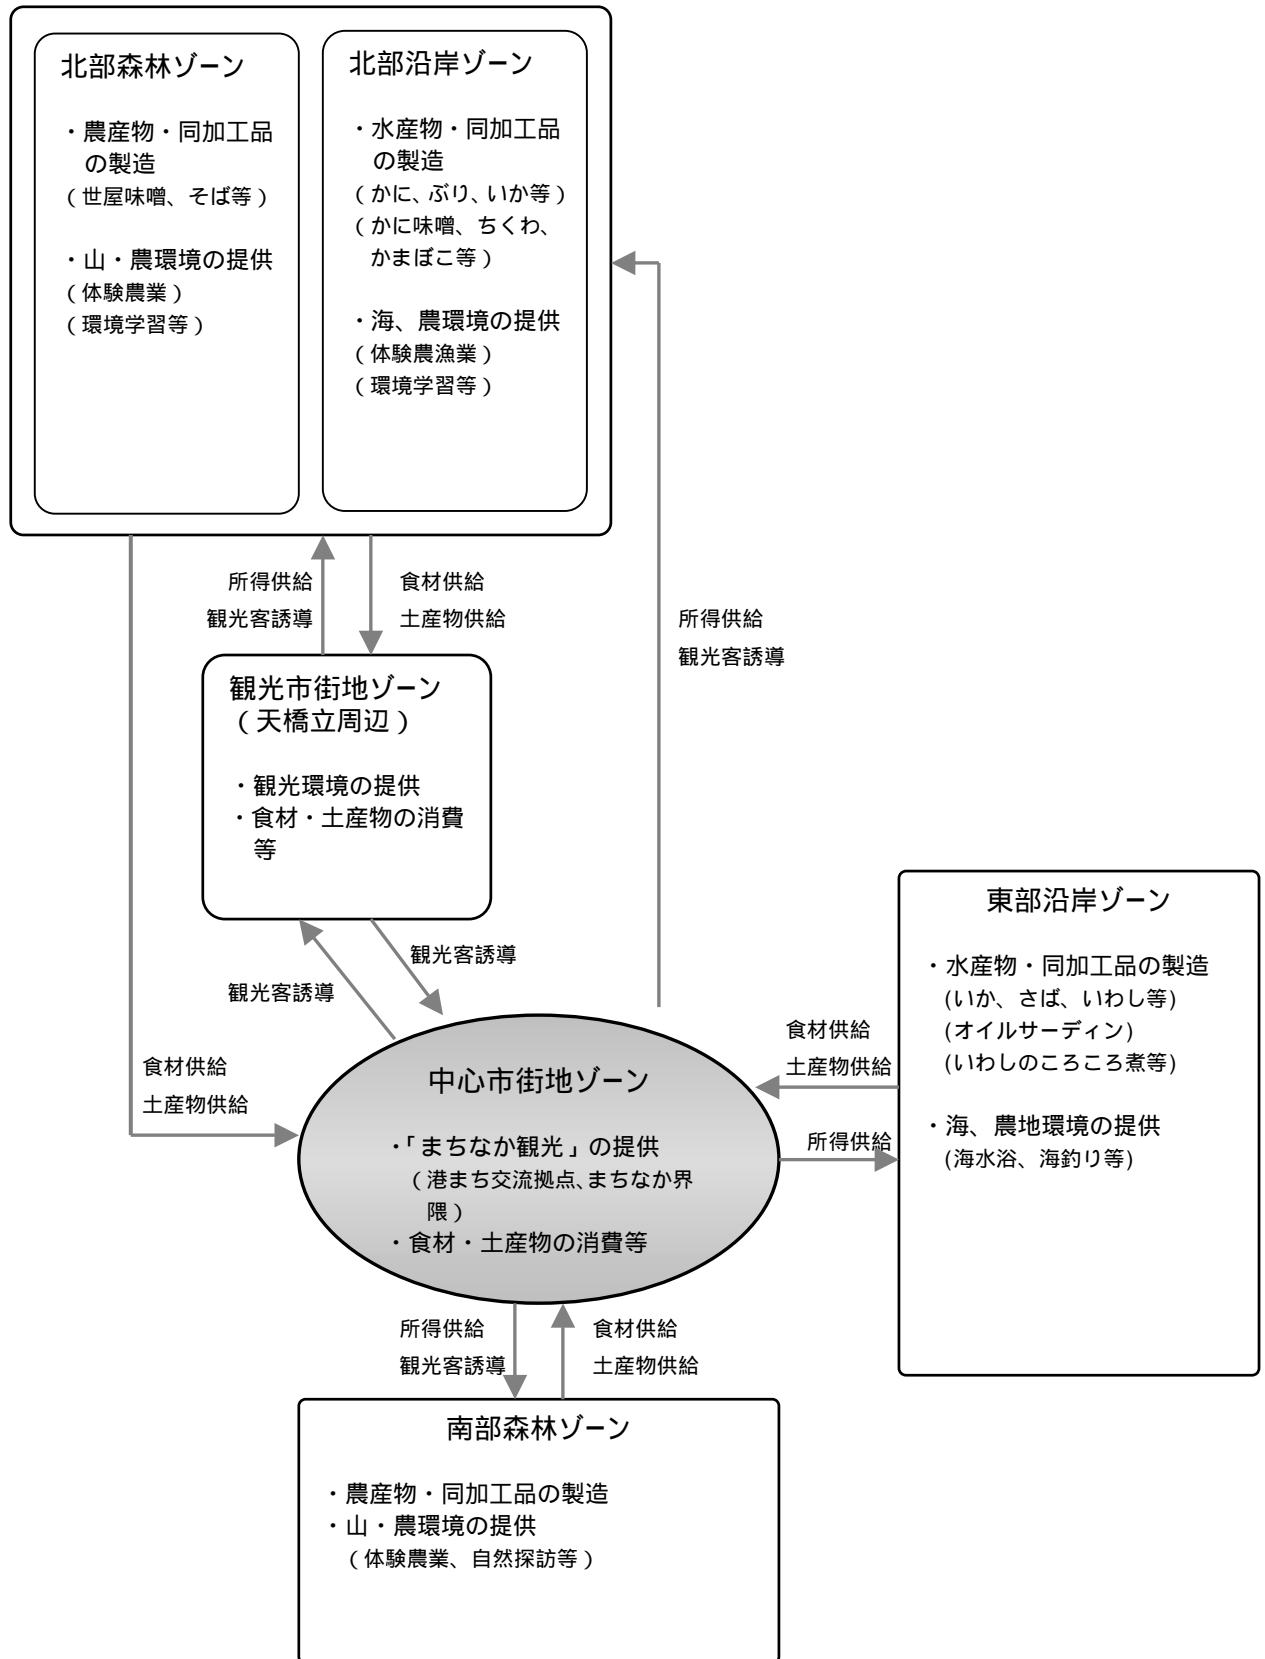 北部森林ゾーン
・農産物・同加工品
の製造
(世屋味噌、そば等)
・山・農環境の提供
(体験農業)
(環境学習等)
北部沿岸ゾーン
・水産物・同加工品
の製造
(かに、ぶり、いか等)
(かに味噌、ちくわ、
かまぼこ等)
・海、農環境の提供
(体験農漁業)
(環境学習等)
所得供給
観光客誘導
食材供給
土産物供給
所得供給
観光客誘導
観光市街地ゾーン
(天橋立周辺)
・観光環境の提供
・食材・土産物の消費
等
観光客誘導
観光客誘導
食材供給
土産物供給
中心市街地ゾーン
・「まちなか観光」の提供
(港まち交流拠点、まちなか界
隈)
・食材・土産物の消費等
食材供給
土産物供給
所得供給
東部沿岸ゾーン
・水産物・同加工品の製造
(いか、さば、いわし等)
(オイルサーディン)
(いわしのころころ煮等)
・海、農地環境の提供
(海水浴、海釣り等)
所得供給
観光客誘導
食材供給
土産物供給
南部森林ゾーン
・農産物・同加工品の製造
・山・農環境の提供
(体験農業、自然探訪等)